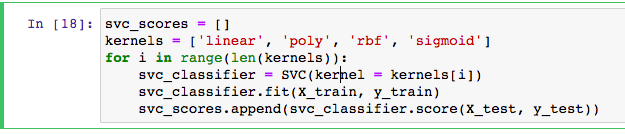 In [18]: svc_scores = []
kernels = ['linear', 'poly', 'rbf', 'sigmoid']
for i in range(len(kernels)):
    svc_classifier = SVC(kernel = kernels[i])
    svc_classifier.fit(X_train, y_train)
    svc_scores.append(svc_classifier.score(X_test, y_test))